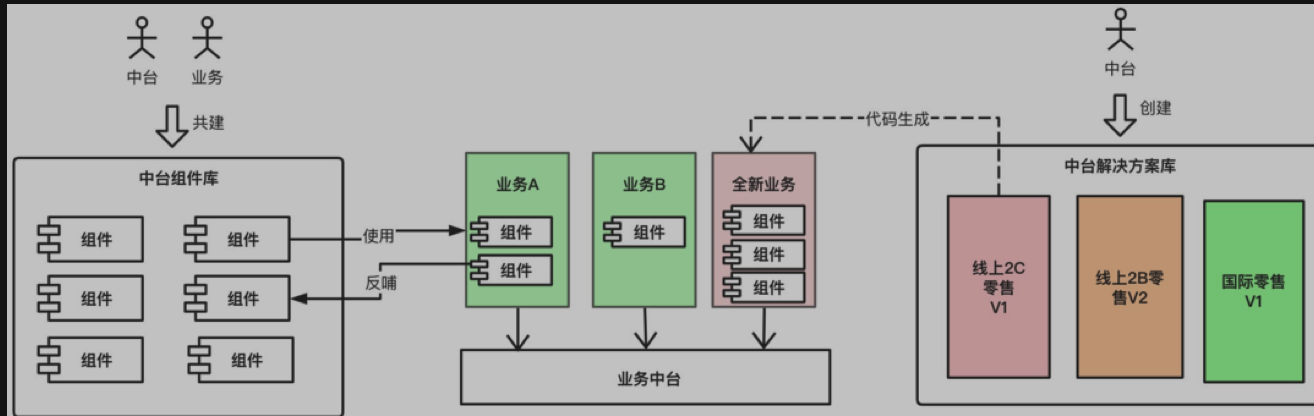 中台
业务
共建
中台组件库
组件
组件
组件
组件
组件
组件
使用
反哺
业务A
组件
组件
业务B
组件
全新业务
组件
组件
组件
业务中台
代码生成
中台
创建
中台解决方案库
线上2C
零售
V1
线上2B零
售V2
国际零售
V1